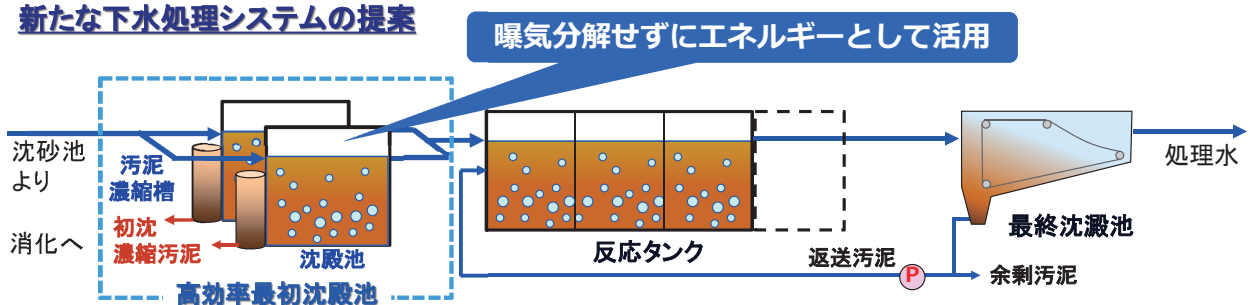 新たな下水処理システムの提案
曝気分解せずにエネルギーとして活用
沈砂池
より
汚泥
濃縮槽
初沈
濃縮汚泥
消化へ
沈殿池
高効率最初沈殿池
反応タンク
返送汚泥
P
余剰汚泥
最終沈澱池
処理水